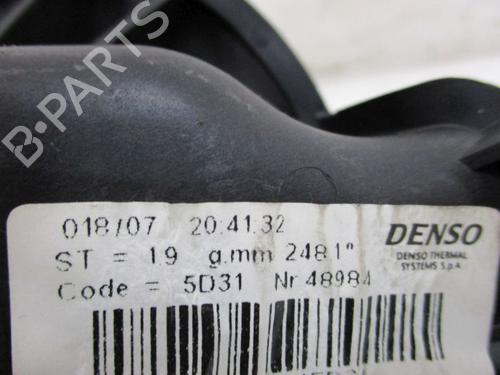 B-PARTS
018/07 20:41:32
DENSO
ST = 19 g.mm 248.1°
DENSO THERMAL
SYSTEMS S.p.A.
Code = 5D31 Nr 48984